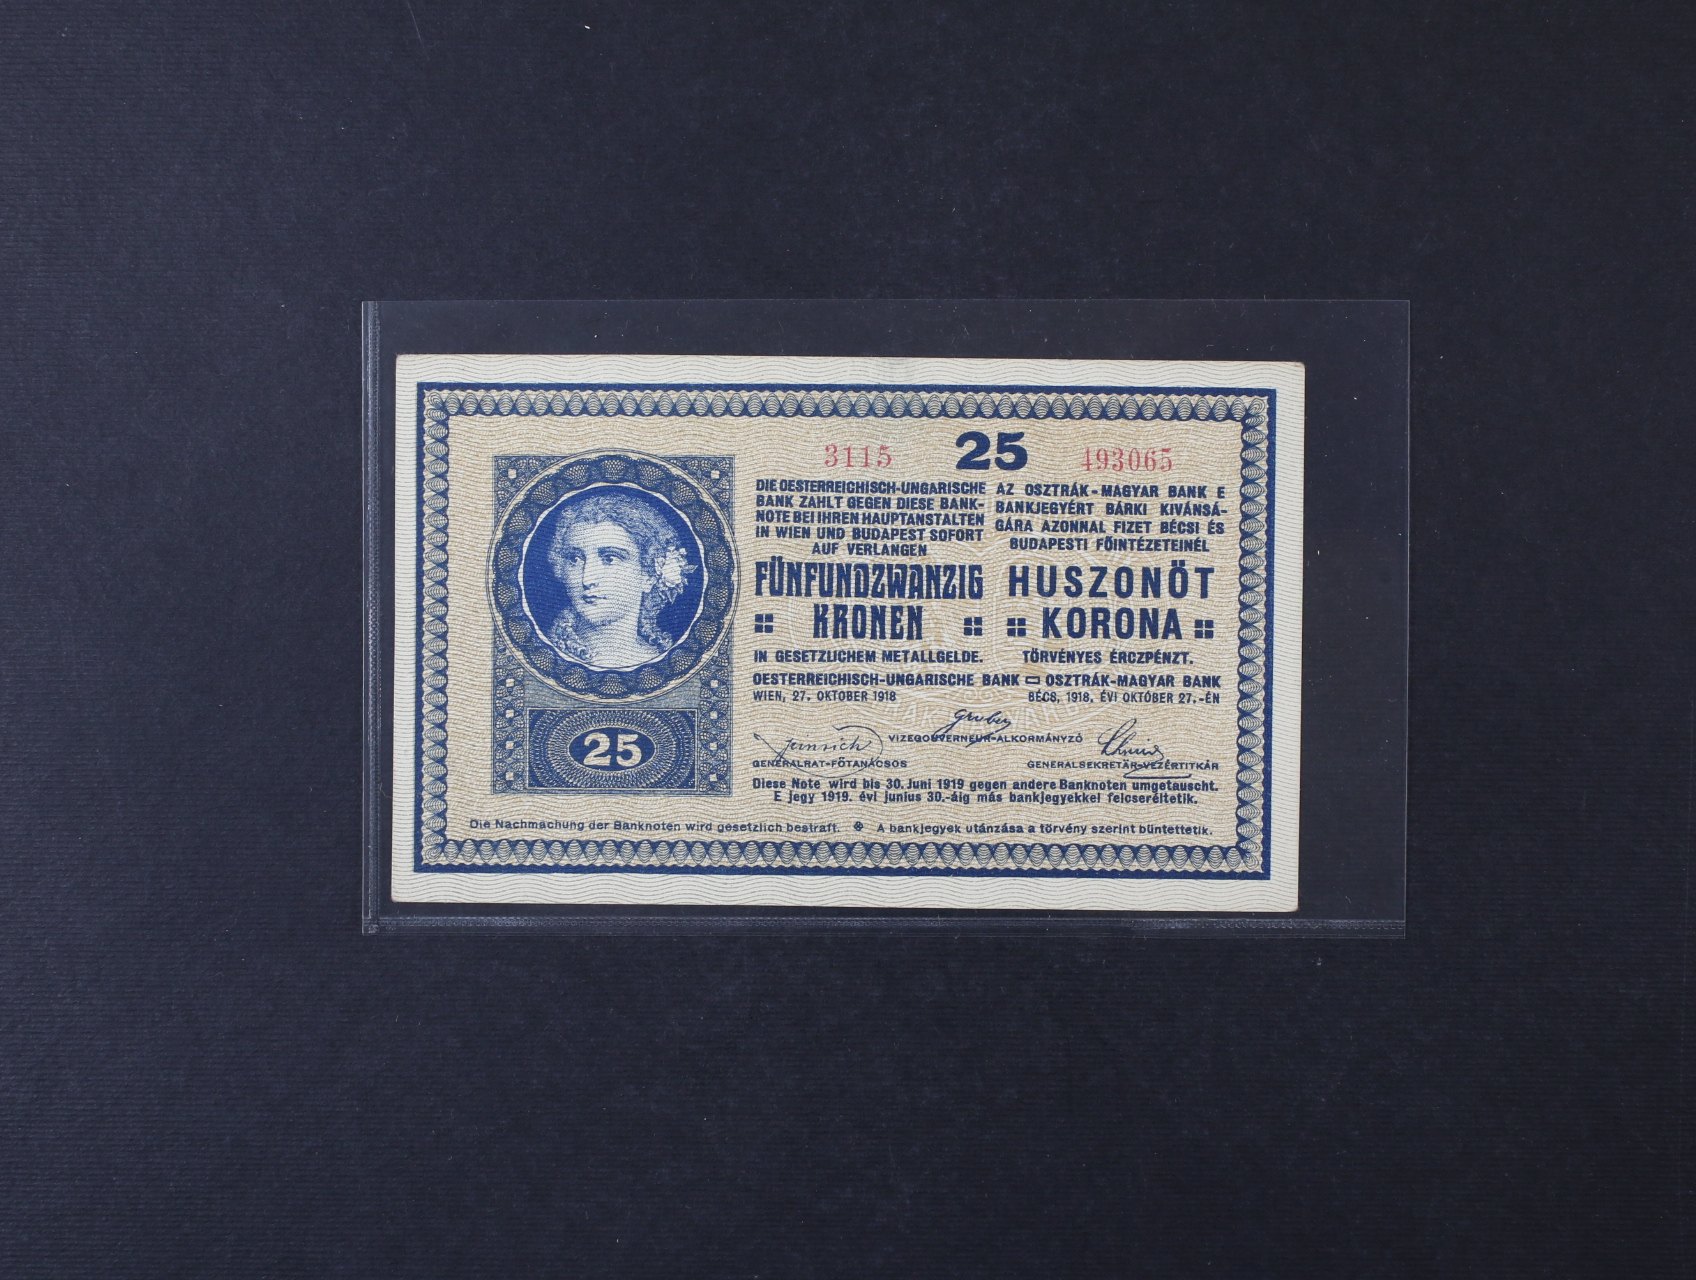 3115 25 493065
DIE OESTERREICHISCH-UNGARISCHE
BANK ZAHLT GEGEN DIESE BANK-
NOTE BEI IHREN HAUPTANSTALTEN
IN WIEN UND BUDAPEST SOFORT
AUF VERLANGEN
FÜNFUNDZWANZIG
KRONEN
IN GESETZLICHEM METALLGELDE.
AZ OSZTRÁK-MAGYAR BANK E
BANKJEGYÉRT BÁRKI KIVÁNSÁ-
GÁRA AZONNAL FIZET BÉCSI ÉS
BUDAPESTI FŐINTÉZETEINÉL
HUSZONÖT
KORONA
TÖRVÉNYES ÉRCZPÉNZT.
OESTERREICHISCH-UNGARISCHE BANK OSZTRÁK-MAGYAR BANK
WIEN, 27. OKTOBER 1918 BÉCS, 1918. ÉVI OKTÓBER 27.-ÉN
Gruber
VIZEGOUVERNEUR-ALKORMÁNYZÓ
GENERALRAT-FŐTANÁCSOS GENERALSEKRETÄR-VEZÉRTITKÁR
25
Diese Note wird bis 30. Juni 1919 gegen andere Banknoten umgetauscht.
E jegy 1919. évi junius 30.-áig más bankjegyekkel felcseréltetik.
Die Nachmachung der Banknoten wird gesetzlich bestraft. A bankjegyek utánzása a törvény szerint büntettetik.